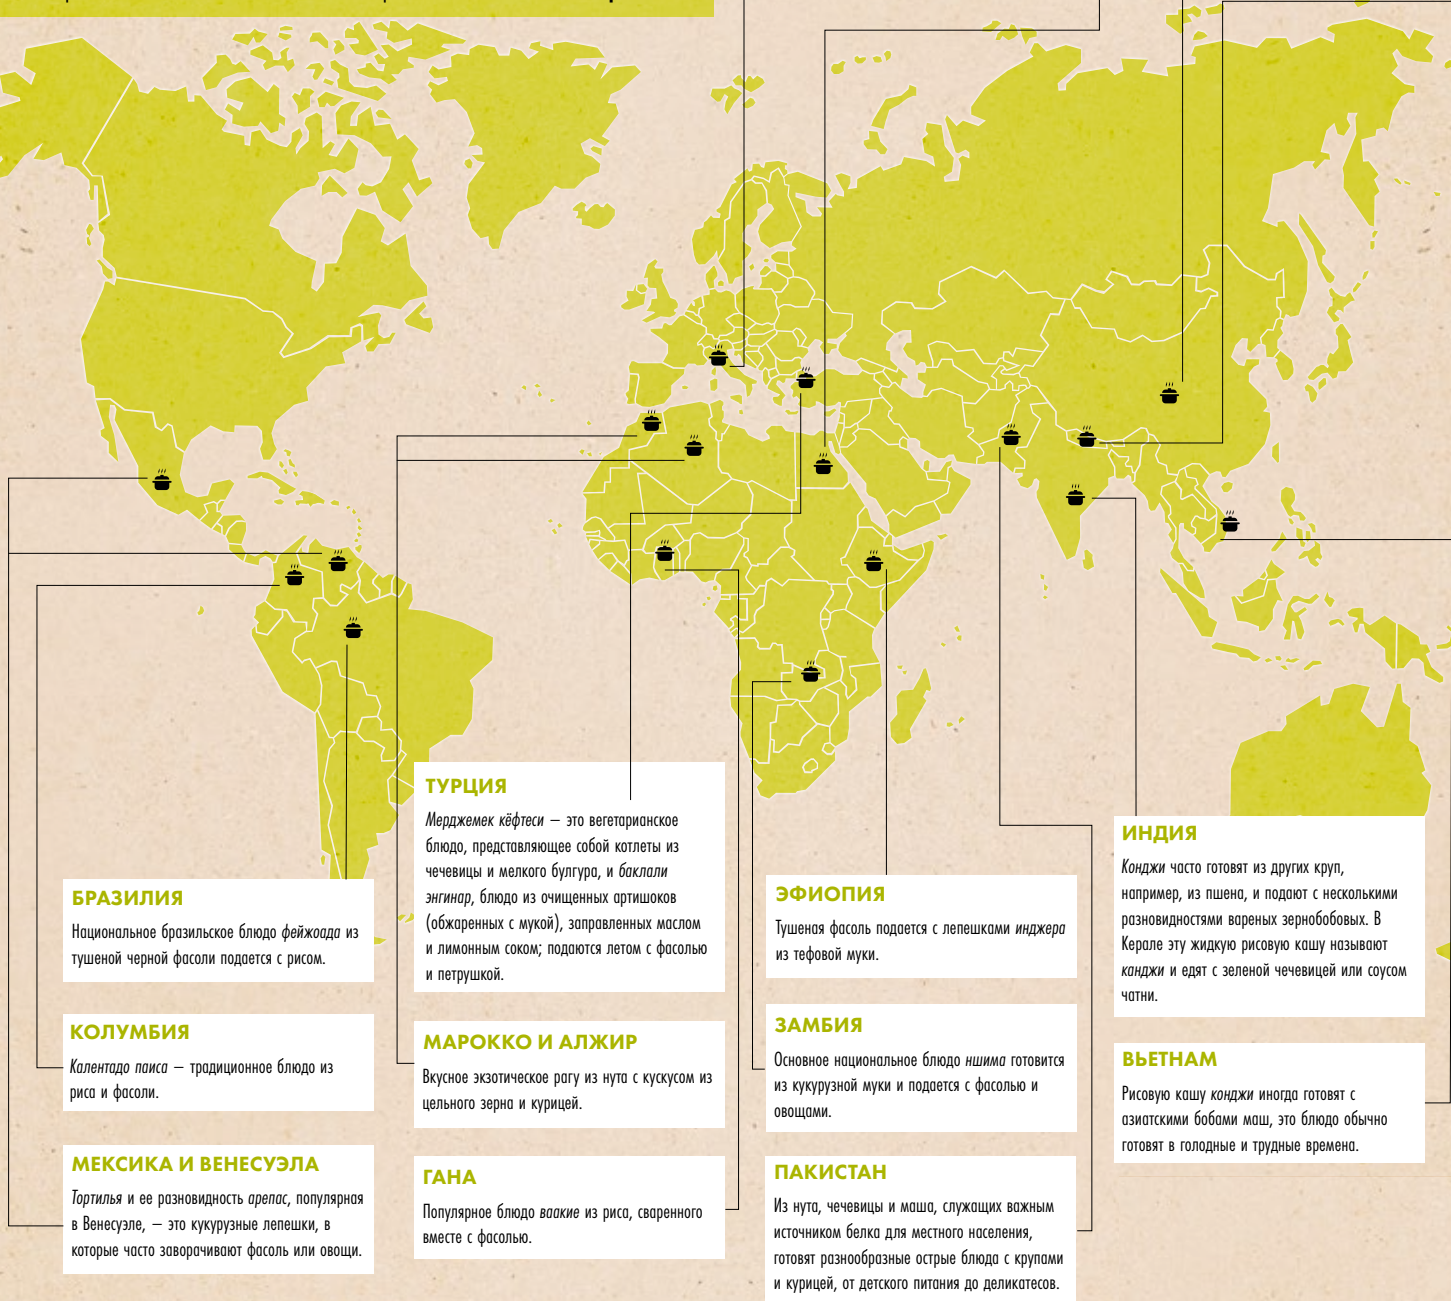 БРАЗИЛИЯ
Национальное бразильское блюдо фейжоада из
тушеной черной фасоли подается с рисом.
КОЛУМБИЯ
Калентадо паиса – традиционное блюдо из
риса и фасоли.
МЕКСИКА И ВЕНЕСУЭЛА
Тортилья и ее разновидность арепас, популярная
в Венесуэле, – это кукурузные лепешки, в
которые часто заворачивают фасоль или овощи.
ТУРЦИЯ
Мерджемек кёфтеси – это вегетарианское
блюдо, представляющее собой котлеты из
чечевицы и мелкого булгура, и баклали
энгинар, блюдо из очищенных артишоков
(обжаренных с мукой), заправленных маслом
и лимонным соком; подаются летом с фасолью
и петрушкой.
МАРОККО И АЛЖИР
Вкусное экзотическое рагу из нута с кускусом из
цельного зерна и курицей.
ГАНА
Популярное блюдо ваакие из риса, сваренного
вместе с фасолью.
ЭФИОПИЯ
Тушеная фасоль подается с лепешками инджера
из тефовой муки.
ЗАМБИЯ
Основное национальное блюдо ншима готовится
из кукурузной муки и подается с фасолью и
овощами.
ПАКИСТАН
Из нута, чечевицы и маша, служащих важным
источником белка для местного населения,
готовят разнообразные острые блюда с крупами
и курицей, от детского питания до деликатесов.
ИНДИЯ
Конджи часто готовят из других круп,
например, из пшена, и подают с несколькими
разновидностями вареных зернобобовых. В
Керале эту жидкую рисовую кашу называют
канджи и едят с зеленой чечевицей или соусом
чатни.
ВЬЕТНАМ
Рисовую кашу конджи иногда готовят с
азиатскими бобами маш, это блюдо обычно
готовят в голодные и трудные времена.